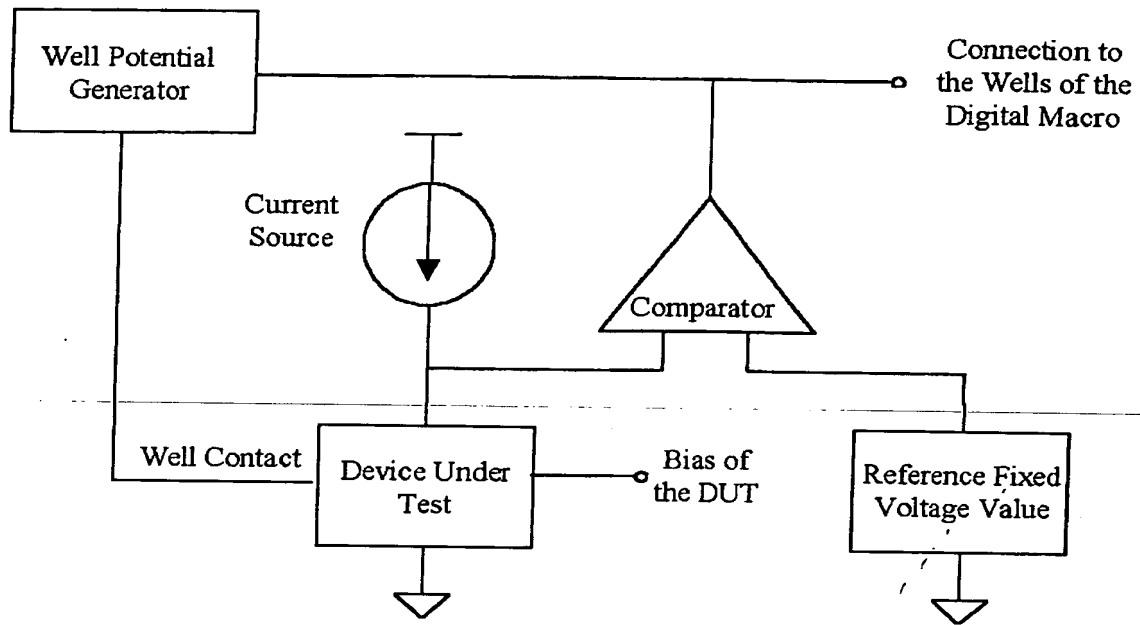 Well Potential
Generator
Connection to
the Wells of the
Digital Macro
Current
Source
Comparator
Well Contact
Device Under
Test
Bias of
the DUT
Reference Fixed
Voltage Value